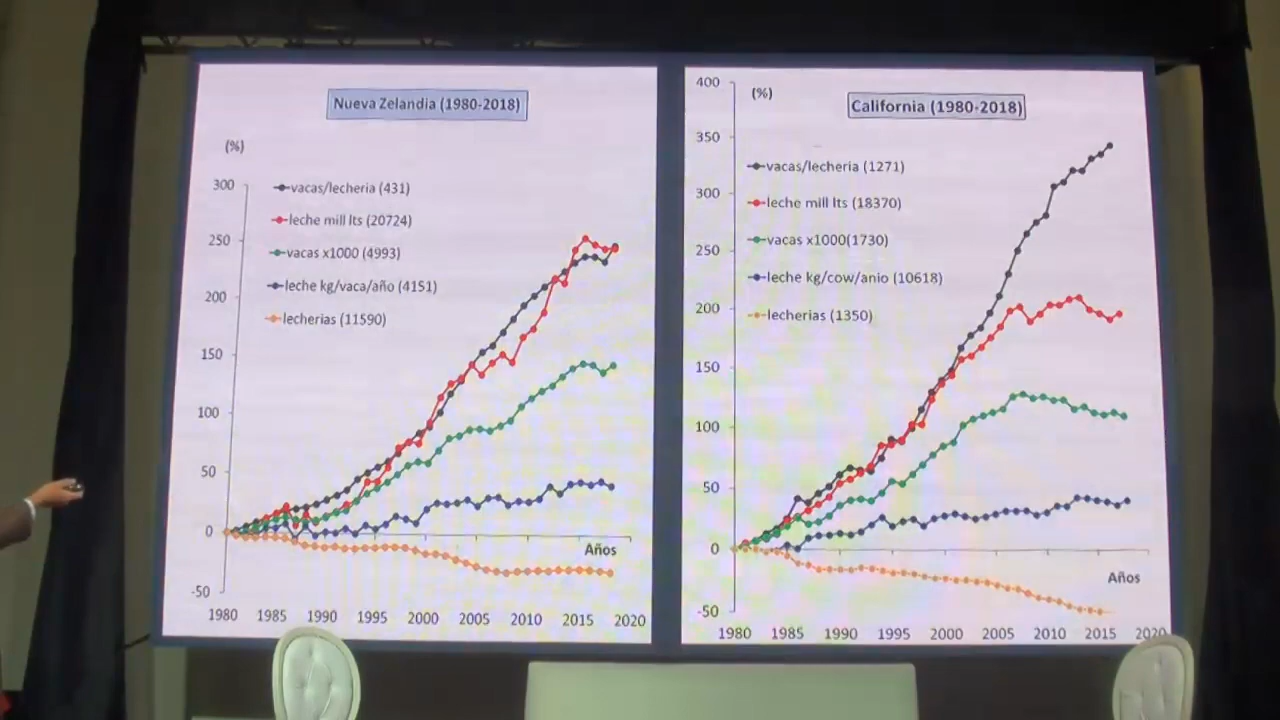 Nueva Zelandia (1980-2018)
(%)
300
250
200
150
100
50
0
-50
vacas/lecheria (431)
leche mill lts (20724)
vacas x1000 (4993)
leche kg/vaca/año (4151)
lecherias (11590)
Años
1980 1985 1990 1995 2000 2005 2010 2015 2020
California (1980-2018)
(%)
400
350
300
250
200
150
100
50
0
-50
vacas/lecheria (1271)
leche mill lts (18370)
vacas x1000(1730)
leche kg/cow/anio (10618)
lecherias (1350)
Años
1980 1985 1990 1995 2000 2005 2010 2015 2020